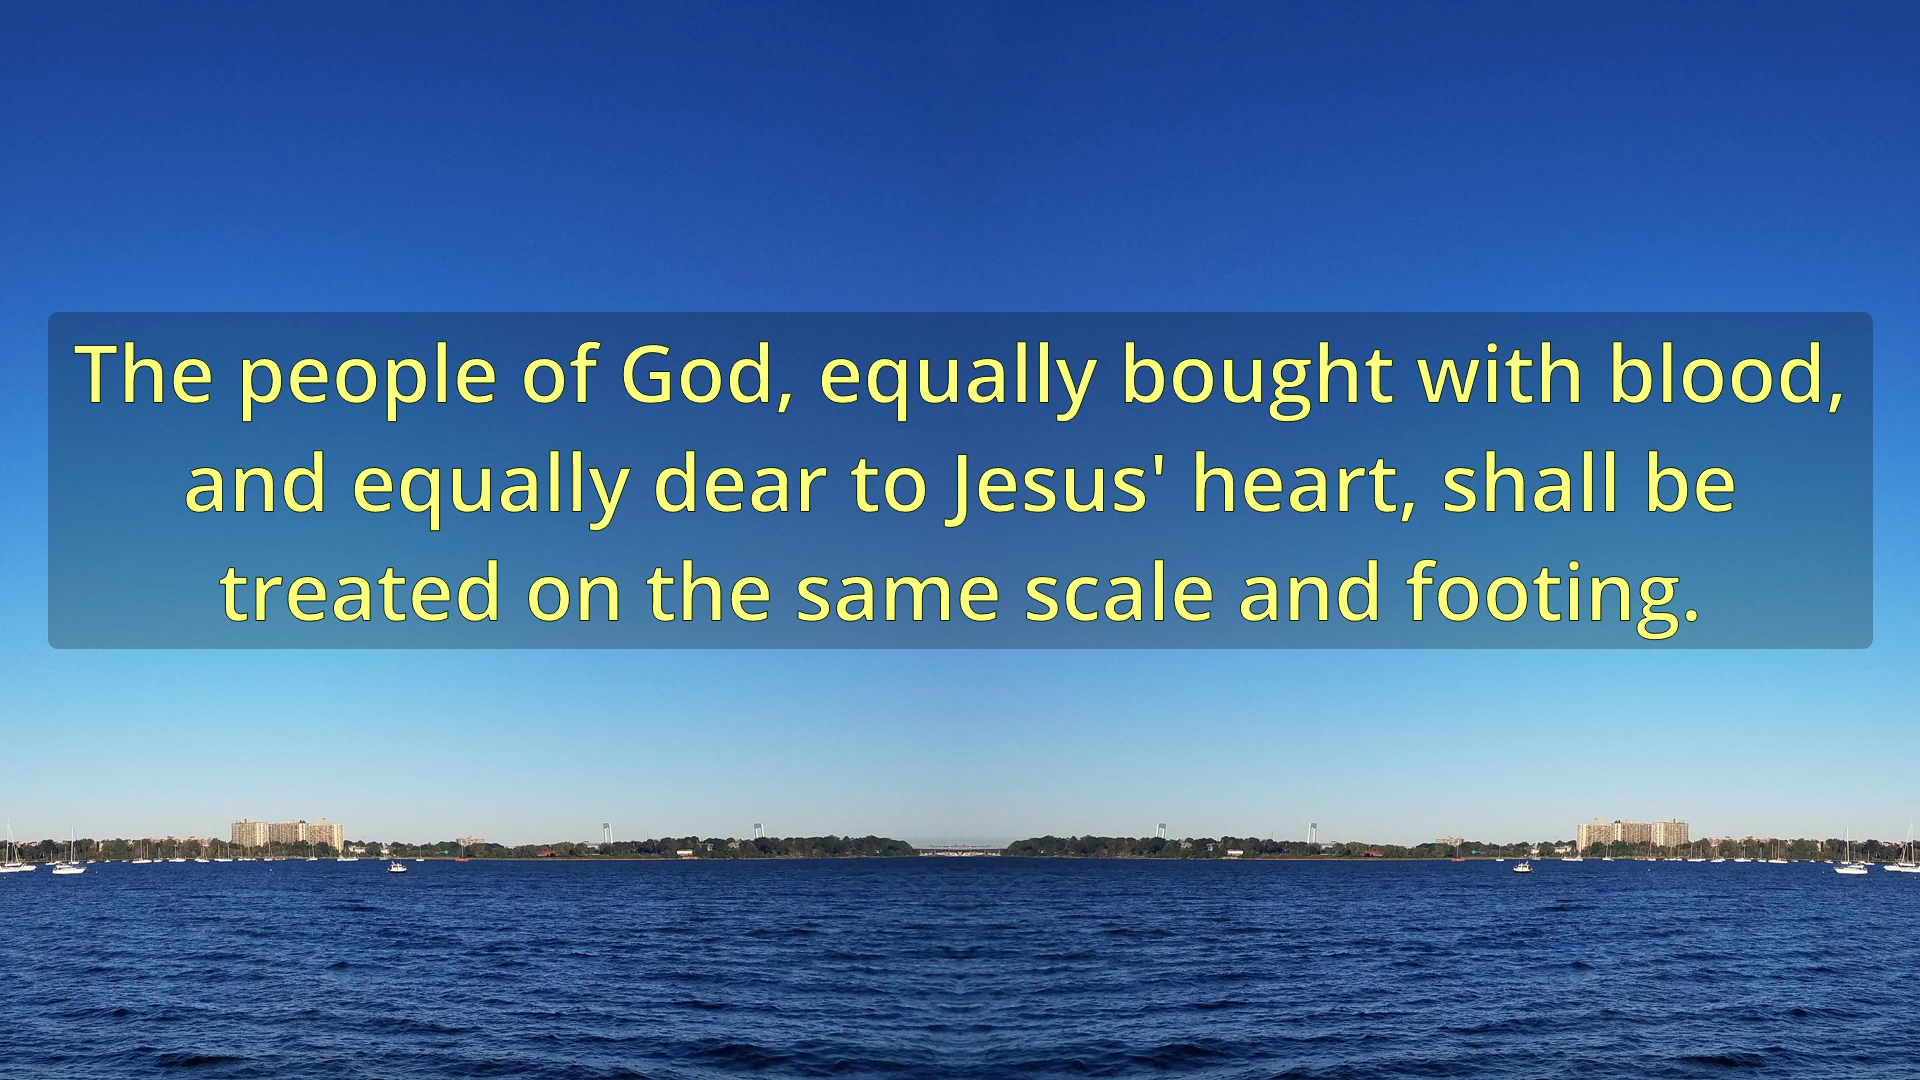 The people of God, equally bought with blood,
and equally dear to Jesus' heart, shall be
treated on the same scale and footing.